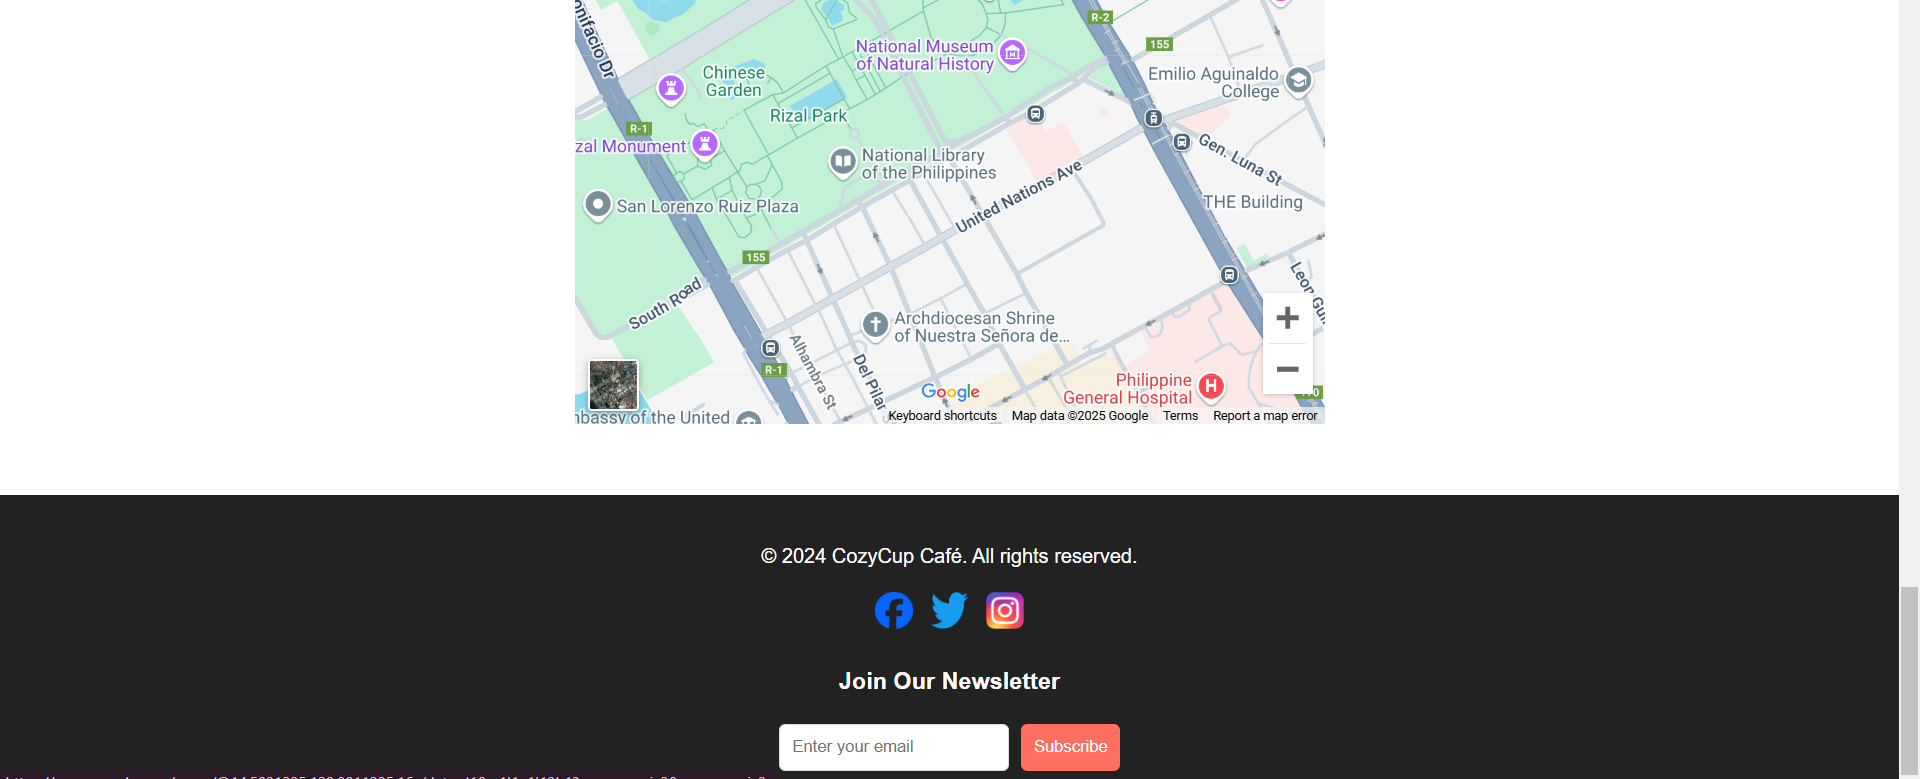 Bonifacio Dr
R-2
155
National Museum
of Natural History
Emilio Aguinaldo
College
Chinese
Garden
Rizal Park
R-1
zal Monument
National Library
of the Philippines
Gen. Luna St
United Nations Ave
San Lorenzo Ruiz Plaza
THE Building
155
South Road
Leon Gui
Archdiocesan Shrine
of Nuestra Señora de...
Alhambra St
Del Pilar
R-1
Philippine
General Hospital
H
Google
mbassy of the United
Keyboard shortcuts Map data ©2025 Google Terms Report a map error
© 2024 CozyCup Café. All rights reserved.
Join Our Newsletter
Enter your email Subscribe